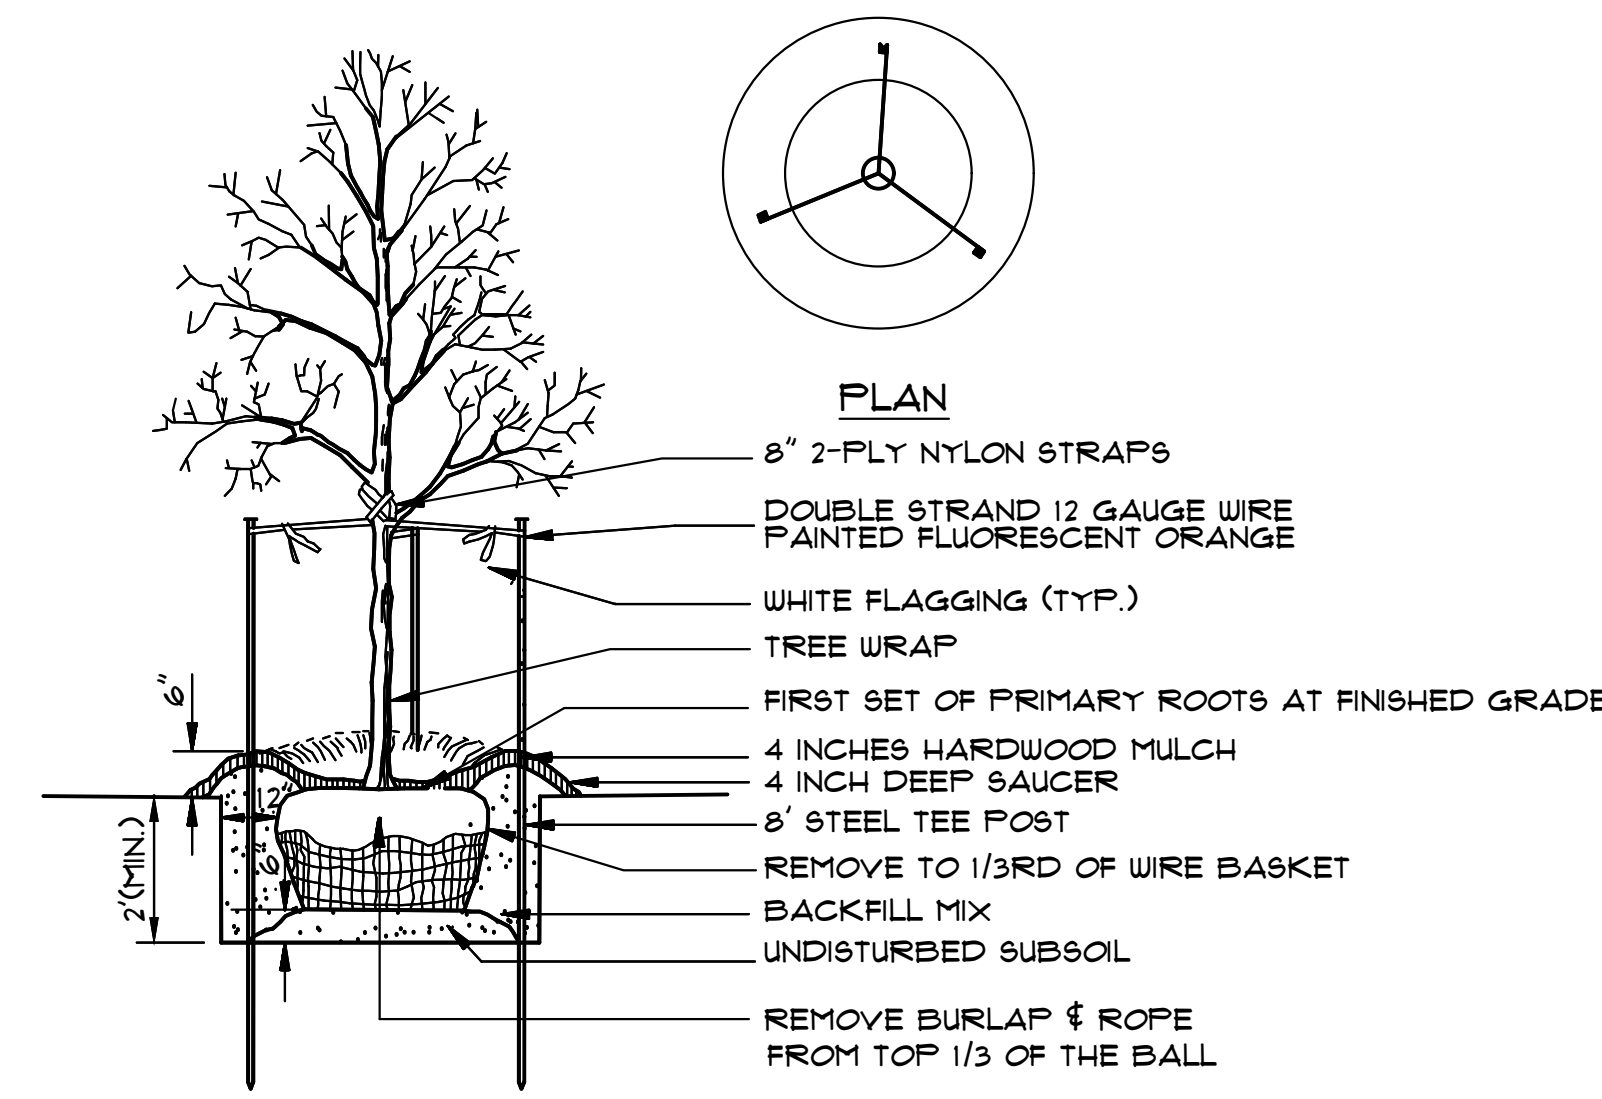 PLAN
8" 2-PLY NYLON STRAPS
DOUBLE STRAND 12 GAUGE WIRE
PAINTED FLUORESCENT ORANGE
WHITE FLAGGING (TYP.)
TREE WRAP
6"
FIRST SET OF PRIMARY ROOTS AT FINISHED GRADE
4 INCHES HARDWOOD MULCH
4 INCH DEEP SAUCER
12"
8' STEEL TEE POST
2'(MIN.)
6"
REMOVE TO 1/3RD OF WIRE BASKET
BACKFILL MIX
UNDISTURBED SUBSOIL
REMOVE BURLAP & ROPE
FROM TOP 1/3 OF THE BALL